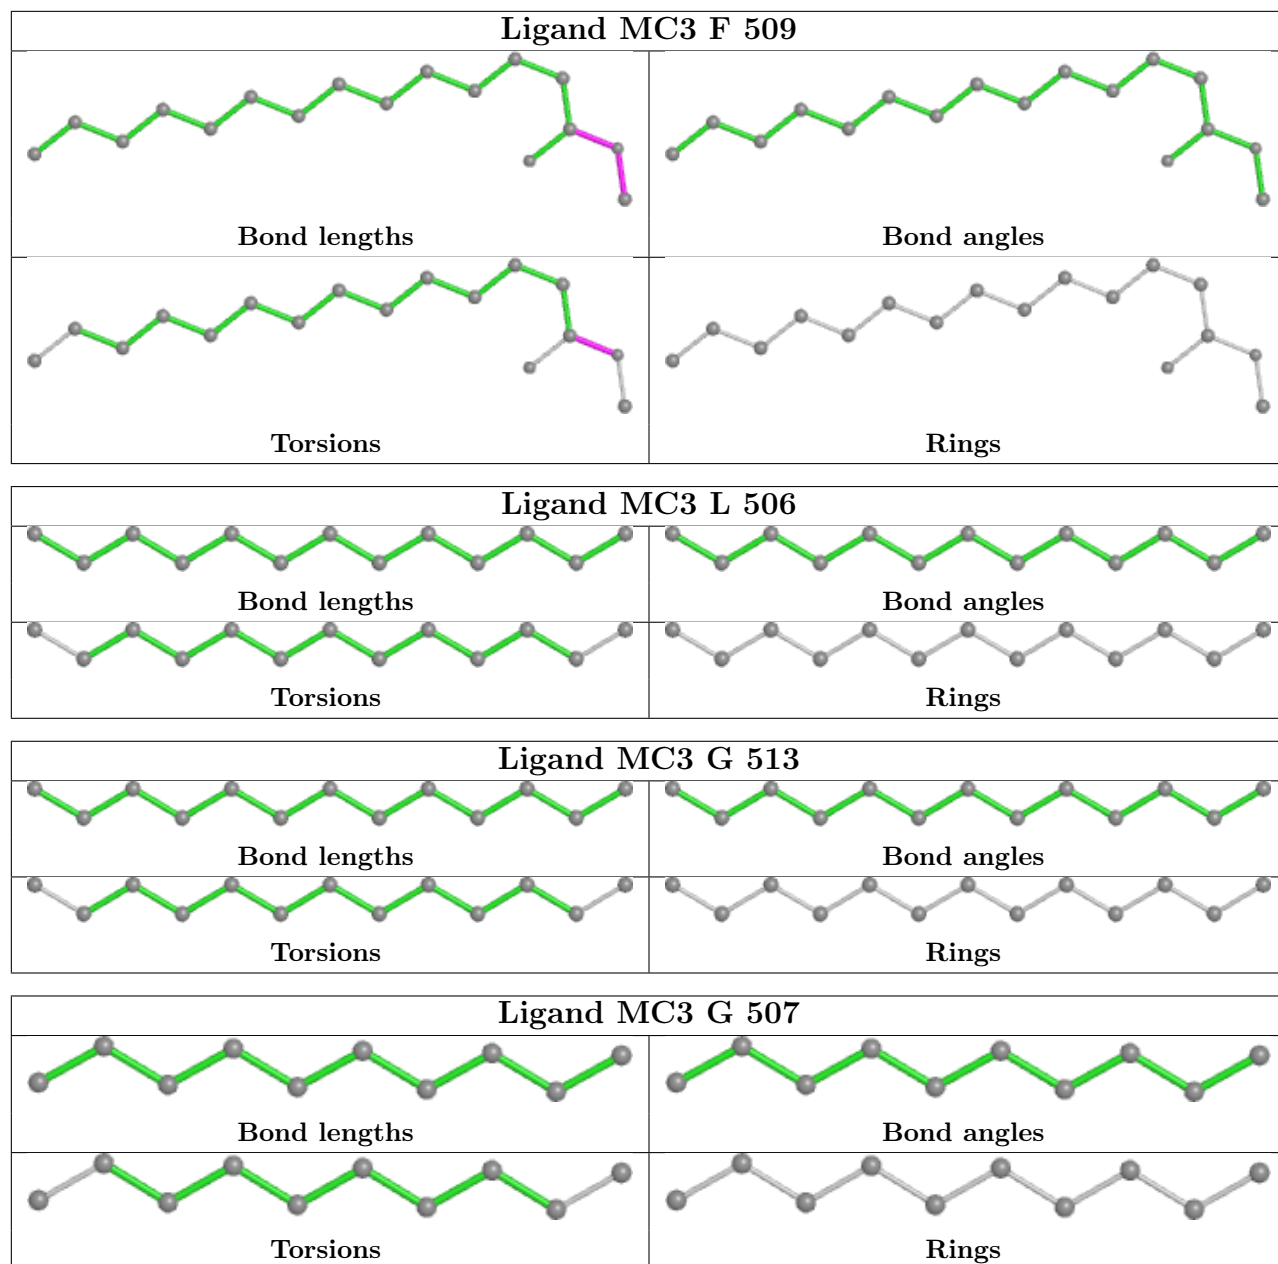 Ligand MC3 F 509
Bond lengths
Bond angles
Torsions
Rings
Ligand MC3 L 506
Bond lengths
Bond angles
Torsions
Rings
Ligand MC3 G 513
Bond lengths
Bond angles
Torsions
Rings
Ligand MC3 G 507
Bond lengths
Bond angles
Torsions
Rings